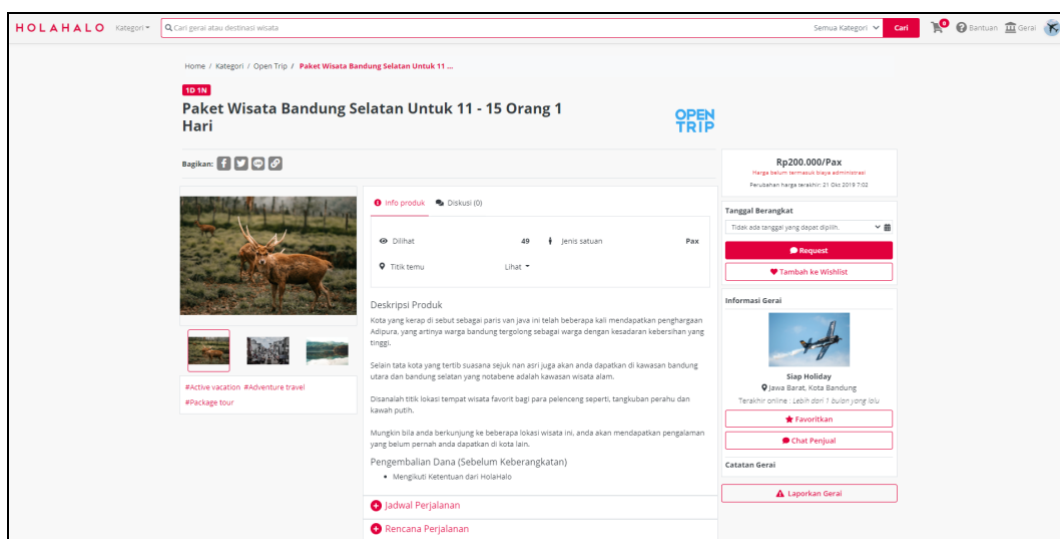 HOLAHALO Kategori Cari gerai atau destinasi wisata Semua Kategori Cari 0 Bantuan Gerai
Home / Kategori / Open Trip / Paket Wisata Bandung Selatan Untuk 11 ...
1D 1N
Paket Wisata Bandung Selatan Untuk 11 - 15 Orang 1
Hari
OPEN
TRIP
Bagikan:
Info produk Diskusi (0)
Dilihat 49 Jenis satuan Pax
Titik temu Lihat
Deskripsi Produk
Kota yang kerap di sebut sebagai paris van java ini telah beberapa kali mendapatkan penghargaan
Adipura, yang artinya warga bandung tergolong sebagai warga dengan kesadaran kebersihan yang
tinggi.
Selain tata kota yang tertib suasana sejuk nan asri juga akan anda dapatkan di kawasan bandung
utara dan bandung selatan yang notabene adalah kawasan wisata alam.
Disanalah titik lokasi tempat wisata favorit bagi para pelenceng seperti, tangkuban perahu dan
kawah putih.
Mungkin bila anda berkunjung ke beberapa lokasi wisata ini, anda akan mendapatkan pengalaman
yang belum pernah anda dapatkan di kota lain.
Pengembalian Dana (Sebelum Keberangkatan)
Mengikuti Ketentuan dari HolaHalo
Jadwal Perjalanan
Rencana Perjalanan
#Active vacation #Adventure travel
#Package tour
Rp200.000/Pax
Harga belum termasuk biaya administrasi
Perubahan harga terakhir: 21 Okt 2019 7:02
Tanggal Berangkat
Tidak ada tanggal yang dapat dipilih.
Request
Tambah ke Wishlist
Informasi Gerai
Siap Holiday
Jawa Barat, Kota Bandung
Terakhir online : Lebih dari 1 bulan yang lalu
Favoritkan
Chat Penjual
Catatan Gerai
Laporkan Gerai